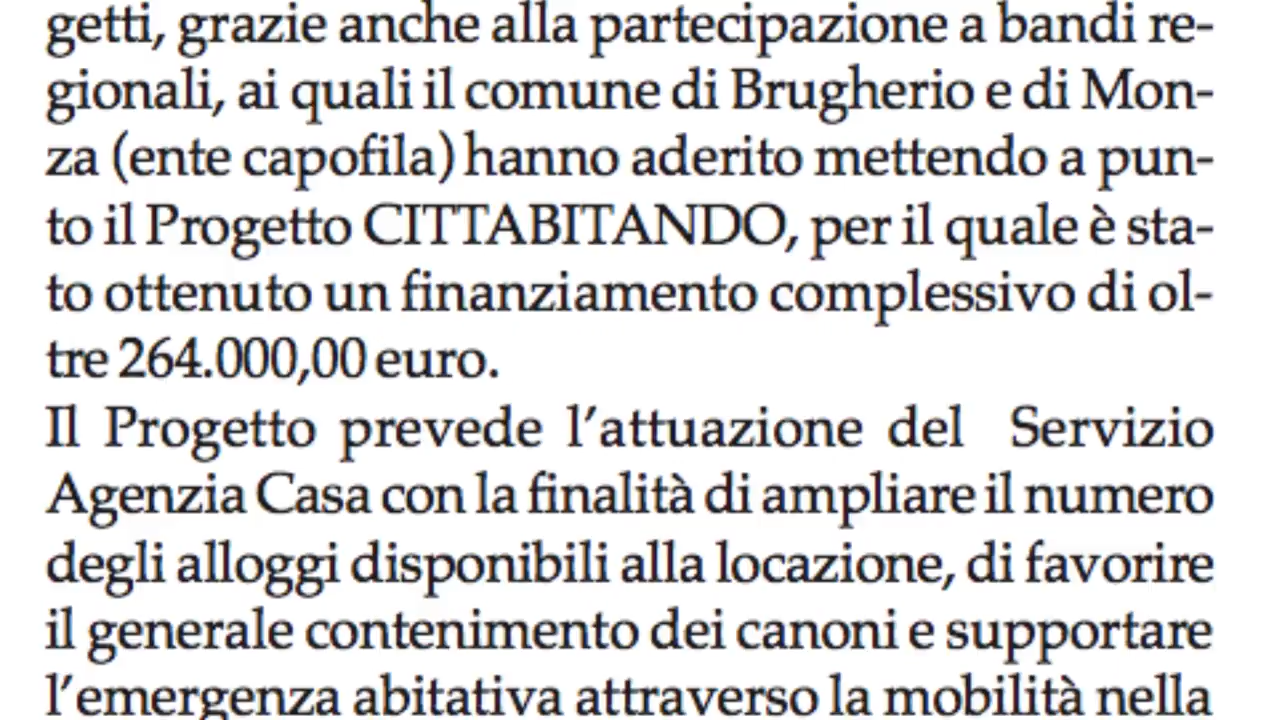 getti, grazie anche alla partecipazione a bandi re-
gionali, ai quali il comune di Brugherio e di Mon-
za (ente capofila) hanno aderito mettendo a pun-
to il Progetto CITTABITANDO, per il quale è sta-
to ottenuto un finanziamento complessivo di ol-
tre 264.000,00 euro.
Il Progetto prevede l'attuazione del Servizio
Agenzia Casa con la finalità di ampliare il numero
degli alloggi disponibili alla locazione, di favorire
il generale contenimento dei canoni e supportare
l'emergenza abitativa attraverso la mobilità nella